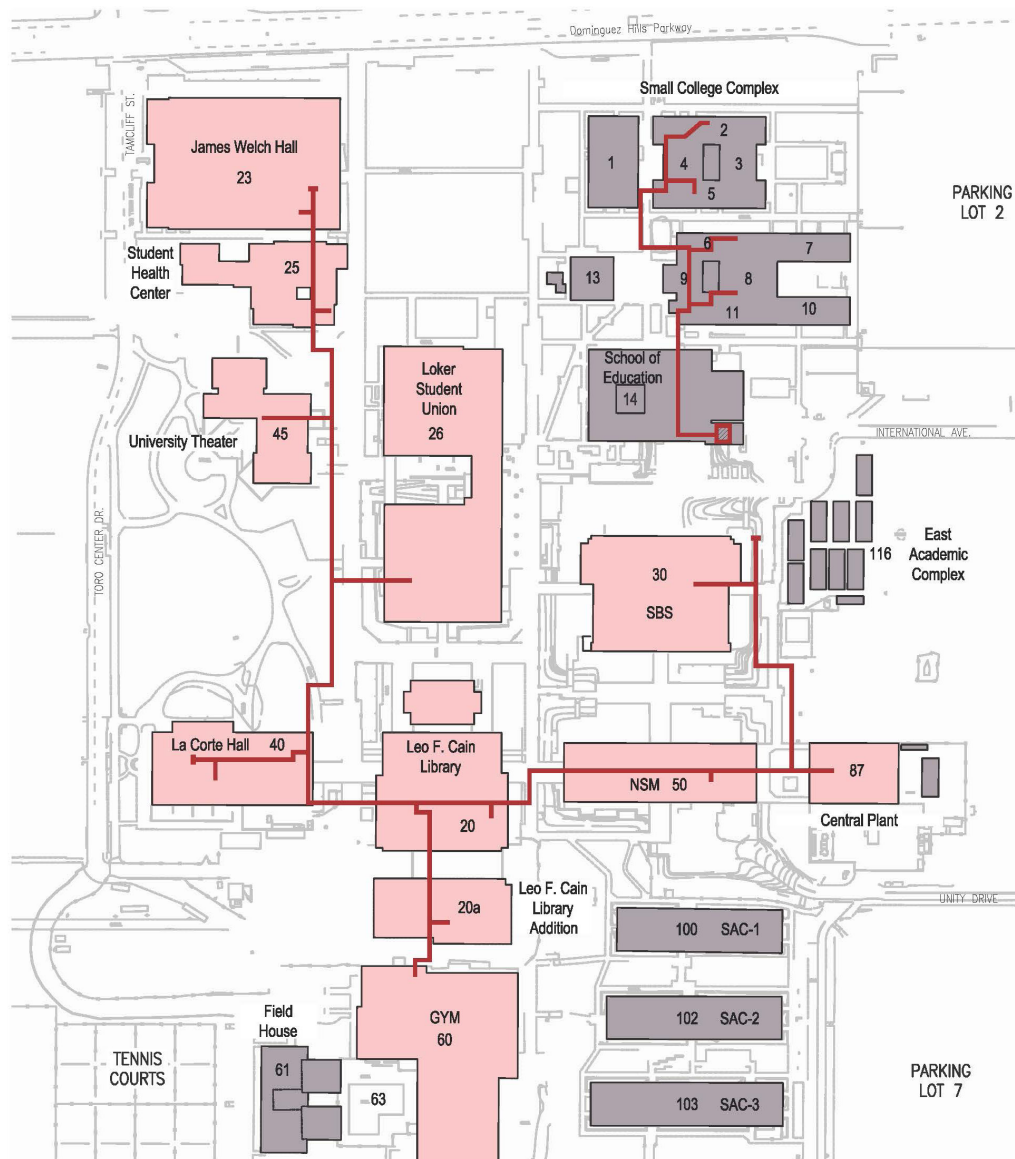 Dominguez Hills Parkway
TAMCLIFF ST.
Small College Complex
James Welch Hall
23
1
2
4
3
5
PARKING
LOT 2
Student
Health
Center
25
6
7
13
9
8
11
10
School of
Education
14
Loker
Student
Union
26
University Theater
45
INTERNATIONAL AVE.
TORO CENTER DR.
116
East
Academic
Complex
30
SBS
La Corte Hall
40
Leo F. Cain
Library
20
NSM 50
87
Central Plant
20a
Leo F. Cain
Library
Addition
UNITY DRIVE
100 SAC-1
102 SAC-2
103 SAC-3
GYM
60
Field
House
61
63
TENNIS
COURTS
PARKING
LOT 7